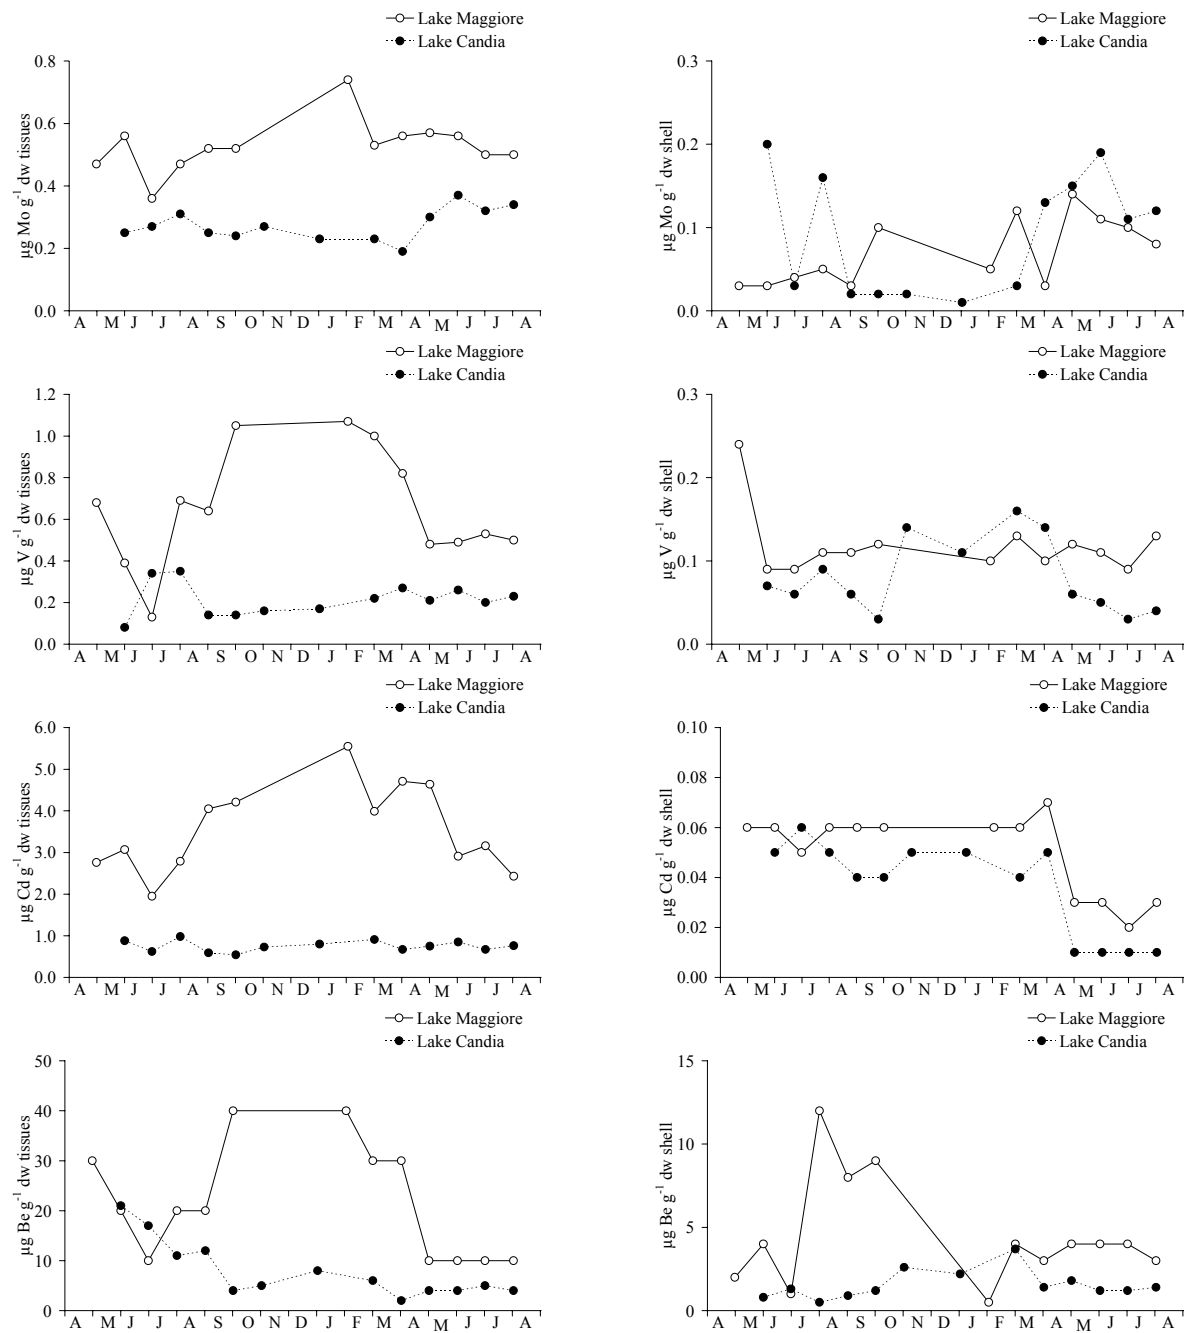 Lake Maggiore
Lake Candia
µg Mo g-1 dw tissues
0.8
0.6
0.4
0.2
0.0
A M J J A S O N D J F M A M J J A
Lake Maggiore
Lake Candia
µg Mo g-1 dw shell
0.3
0.2
0.1
0.0
A M J J A S O N D J F M A M J J A
Lake Maggiore
Lake Candia
µg V g-1 dw tissues
1.2
1.0
0.8
0.6
0.4
0.2
0.0
A M J J A S O N D J F M A M J J A
Lake Maggiore
Lake Candia
µg V g-1 dw shell
0.3
0.2
0.1
0.0
A M J J A S O N D J F M A M J J A
Lake Maggiore
Lake Candia
µg Cd g-1 dw tissues
6.0
5.0
4.0
3.0
2.0
1.0
0.0
A M J J A S O N D J F M A M J J A
Lake Maggiore
Lake Candia
µg Cd g-1 dw shell
0.10
0.08
0.06
0.04
0.02
0.00
A M J J A S O N D J F M A M J J A
Lake Maggiore
Lake Candia
µg Be g-1 dw tissues
50
40
30
20
10
0
A M J J A S O N D J F M A M J J A
Lake Maggiore
Lake Candia
µg Be g-1 dw shell
15
10
5
0
A M J J A S O N D J F M A M J J A